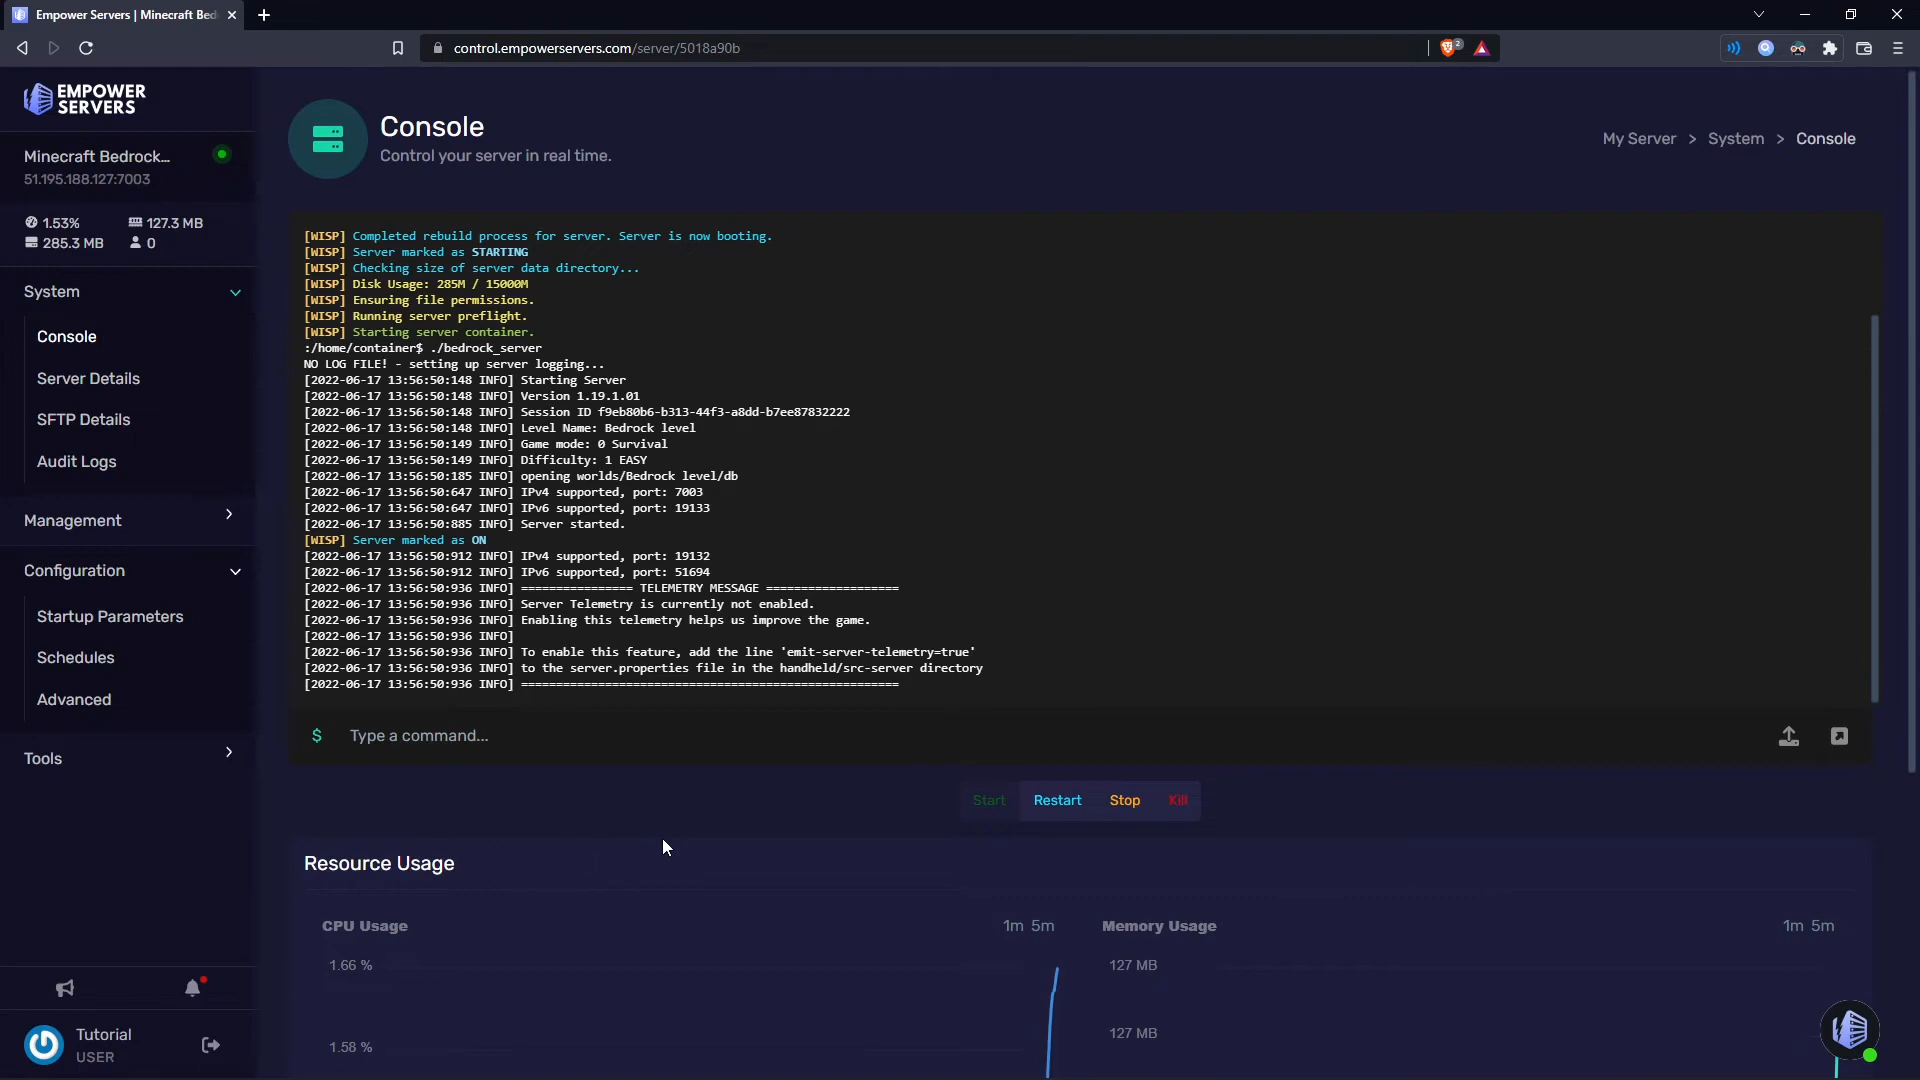 Empower Servers | Minecraft Bed
control.empowerservers.com/server/5018a90b
2
EMPOWER
SERVERS
Minecraft Bedrock...
51.195.188.127:7003
1.53%
127.3 MB
285.3 MB
0
System
Console
Server Details
SFTP Details
Audit Logs
Management
Configuration
Startup Parameters
Schedules
Advanced
Tools
Tutorial
USER
Console
Control your server in real time.
My Server > System > Console
[WISP] Completed rebuild process for server. Server is now booting.
[WISP] Server marked as STARTING
[WISP] Checking size of server data directory...
[WISP] Disk Usage: 285M / 15000M
[WISP] Ensuring file permissions.
[WISP] Running server preflight.
[WISP] Starting server container.
:/home/container$ ./bedrock_server
NO LOG FILE! - setting up server logging...
[2022-06-17 13:56:50:148 INFO] Starting Server
[2022-06-17 13:56:50:148 INFO] Version 1.19.1.01
[2022-06-17 13:56:50:148 INFO] Session ID f9eb80b6-b313-44f3-a8dd-b7ee87832222
[2022-06-17 13:56:50:148 INFO] Level Name: Bedrock level
[2022-06-17 13:56:50:149 INFO] Game mode: 0 Survival
[2022-06-17 13:56:50:149 INFO] Difficulty: 1 EASY
[2022-06-17 13:56:50:185 INFO] opening worlds/Bedrock level/db
[2022-06-17 13:56:50:647 INFO] IPv4 supported, port: 7003
[2022-06-17 13:56:50:647 INFO] IPv6 supported, port: 19133
[2022-06-17 13:56:50:885 INFO] Server started.
[WISP] Server marked as ON
[2022-06-17 13:56:50:912 INFO] IPv4 supported, port: 19132
[2022-06-17 13:56:50:912 INFO] IPv6 supported, port: 51694
[2022-06-17 13:56:50:936 INFO] ================ TELEMETRY MESSAGE ===================
[2022-06-17 13:56:50:936 INFO] Server Telemetry is currently not enabled.
[2022-06-17 13:56:50:936 INFO] Enabling this telemetry helps us improve the game.
[2022-06-17 13:56:50:936 INFO]
[2022-06-17 13:56:50:936 INFO] To enable this feature, add the line 'emit-server-telemetry=true'
[2022-06-17 13:56:50:936 INFO] to the server.properties file in the handheld/src-server directory
[2022-06-17 13:56:50:936 INFO] ======================================================
$ Type a command...
Start Restart Stop Kill
Resource Usage
CPU Usage
1m 5m
1.66 %
1.58 %
Memory Usage
1m 5m
127 MB
127 MB